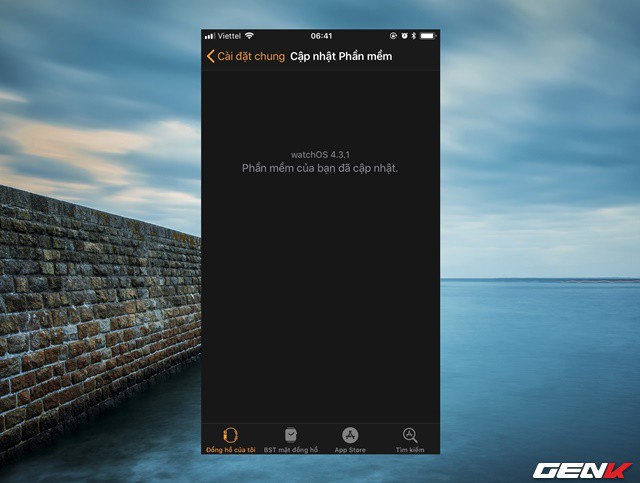 Viettel 06:41
Cài đặt chung Cập nhật Phần mềm
watchOS 4.3.1
Phần mềm của bạn đã cập nhật.
Đồng hồ của tôi BST mặt đồng hồ App Store Tìm kiếm
GENK